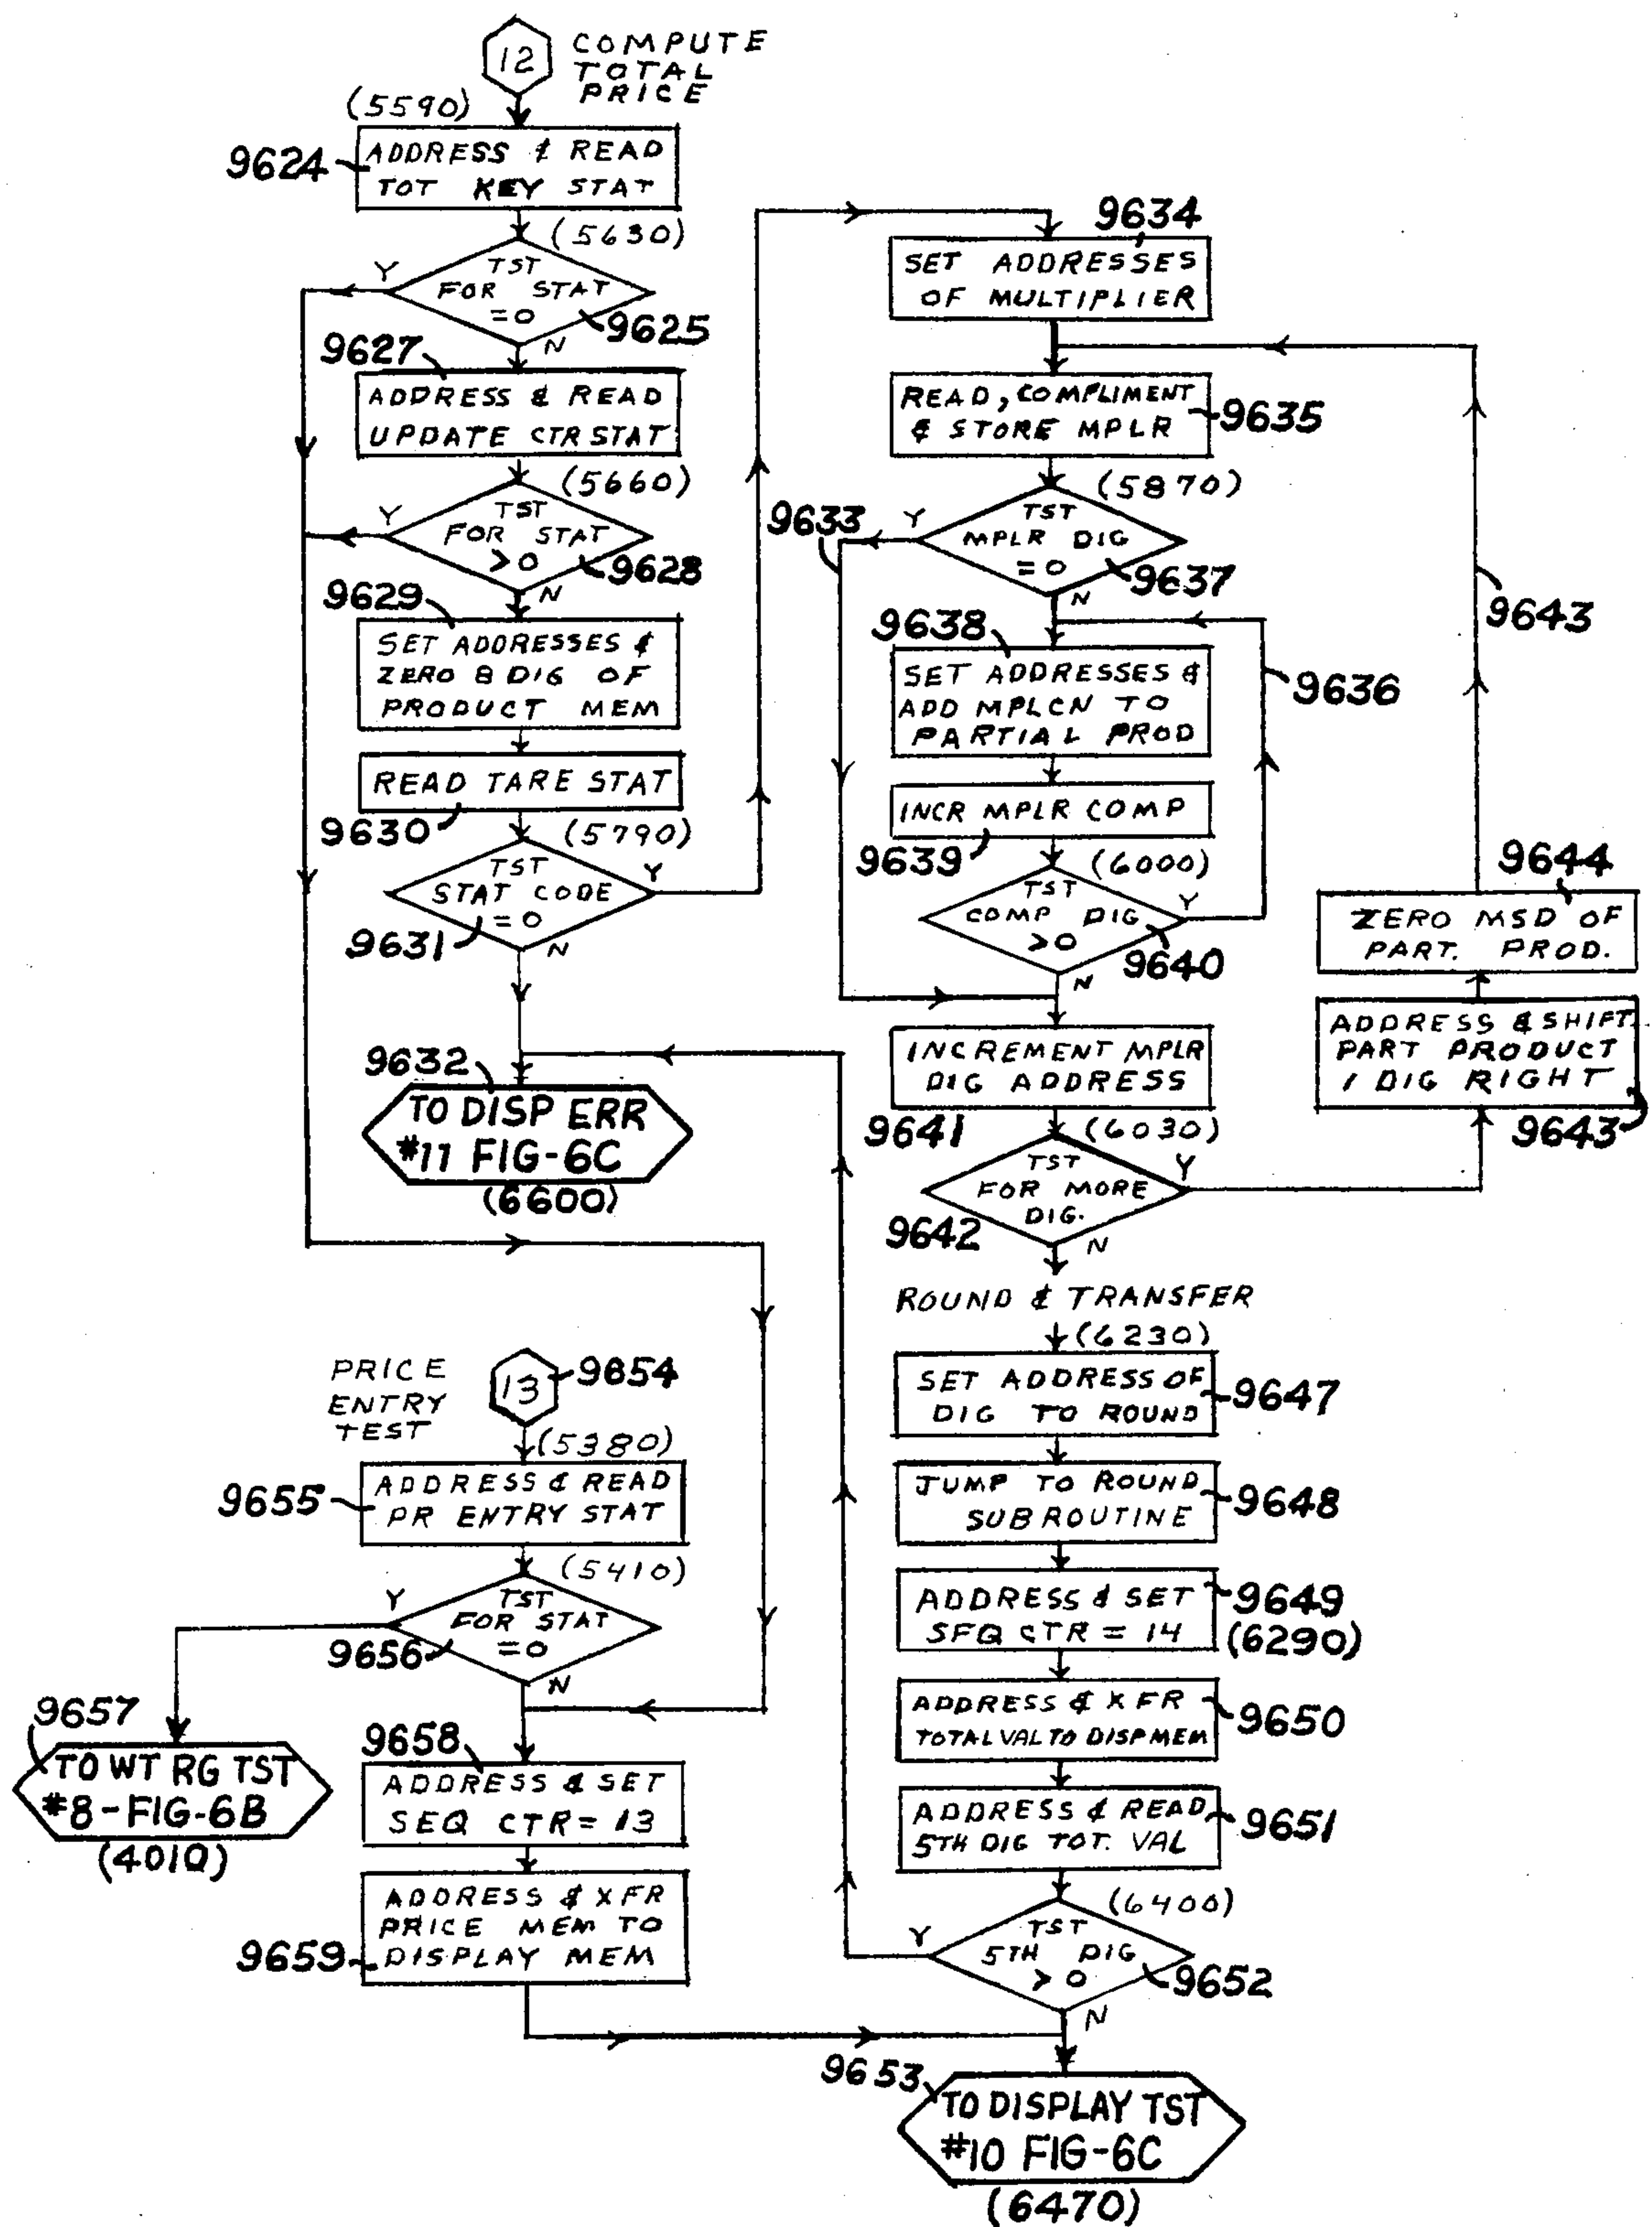 12
COMPUTE
TOTAL
PRICE
(5590)
9624
ADDRESS & READ
TOT KEY STAT
(5630)
Y
TST
FOR STAT
=0
9625
N
9627
ADDRESS & READ
UPDATE CTR STAT
(5660)
Y
TST
FOR STAT
>0
9628
N
9629
SET ADDRESSES &
ZERO 8 DIG OF
PRODUCT MEM
READ TARE STAT
9630
(5790)
TST
STAT CODE
=0
Y
9631
N
9632
TO DISP ERR
#11 FIG-6C
(6600)
PRICE
ENTRY
TEST
13
9654
(5380)
9655
ADDRESS & READ
PR ENTRY STAT
(5410)
Y
TST
FOR STAT
=0
9656
N
9657
TO WT RG TST
#8-FIG-6B
(4010)
9658
ADDRESS & SET
SEQ CTR = 13
ADDRESS & XFR
PRICE MEM TO
DISPLAY MEM
9659
9634
SET ADDRESSES
OF MULTIPLIER
READ, COMPLIMENT
& STORE MPLR
9635
(5870)
9633
Y
TST
MPLR DIG
=0
9637
N
9638
SET ADDRESSES &
ADD MPLCN TO
PARTIAL PROD
9636
INCR MPLR COMP
9639
(6000)
TST
COMP DIG
>0
Y
9640
N
INCREMENT MPLR
DIG ADDRESS
9641
(6030)
TST
FOR MORE
DIG.
Y
9642
N
9643
9644
ZERO MSD OF
PART. PROD.
ADDRESS & SHIFT
PART PRODUCT
1 DIG RIGHT
9643
ROUND & TRANSFER
(6230)
SET ADDRESS OF
DIG TO ROUND
9647
JUMP TO ROUND
SUBROUTINE
9648
ADDRESS & SET
SFQ CTR = 14
9649
(6290)
ADDRESS & XFR
TOTAL VAL TO DISP MEM
9650
ADDRESS & READ
5TH DIG TOT. VAL
9651
(6400)
Y
TST
5TH DIG
>0
9652
N
9653
TO DISPLAY TST
#10 FIG-6C
(6470)